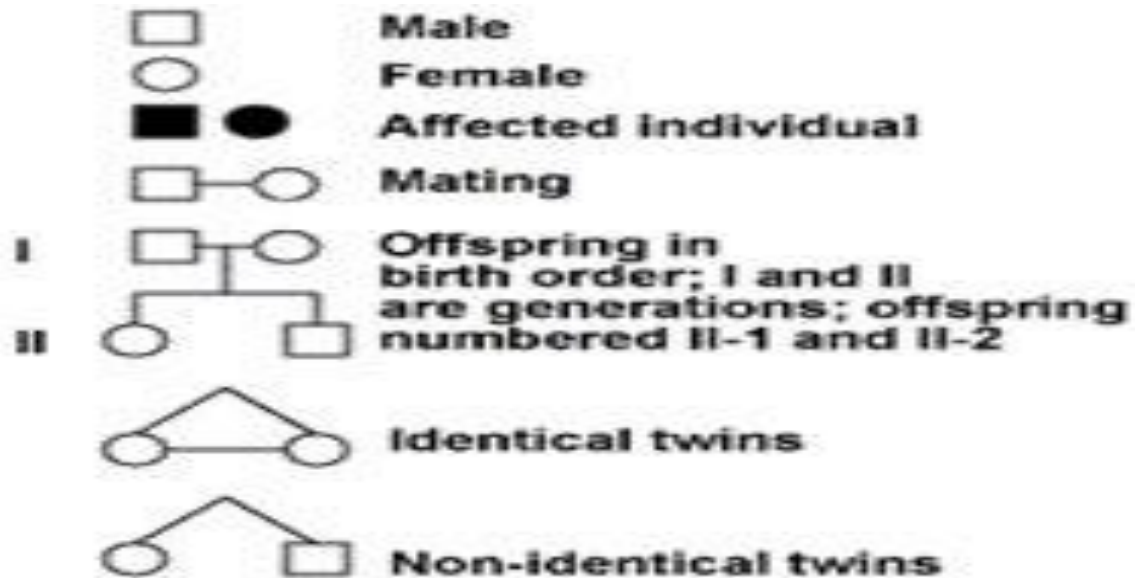 Male
Female
Affected individual
Mating
I
Offspring in
birth order; I and II
are generations; offspring
II
numbered II-1 and II-2
Identical twins
Non-identical twins